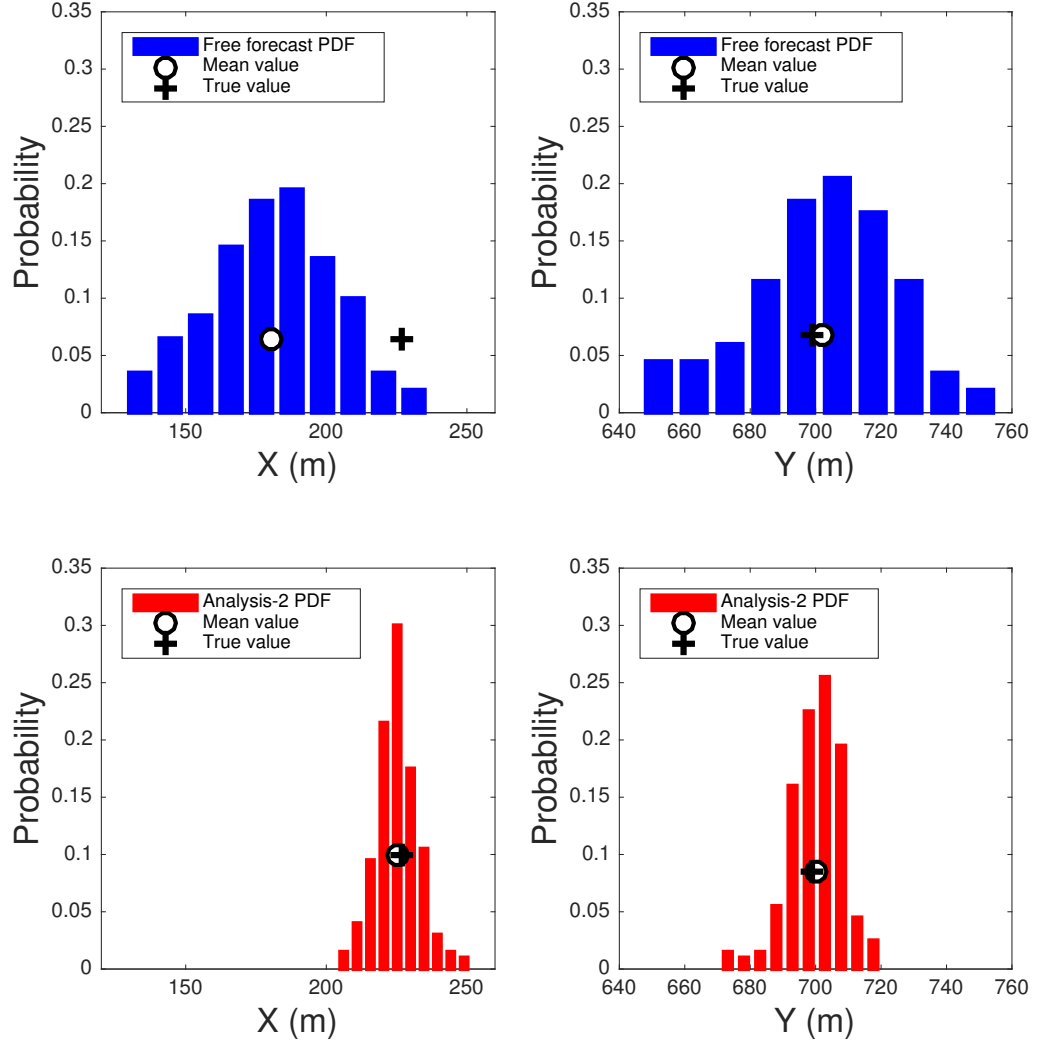 0.35
0.3
0.25
0.2
0.15
0.1
0.05
0
Probability
Free forecast PDF
Mean value
True value
150 200 250
X (m)
0.35
0.3
0.25
0.2
0.15
0.1
0.05
0
Probability
Free forecast PDF
Mean value
True value
640 660 680 700 720 740 760
Y (m)
0.35
0.3
0.25
0.2
0.15
0.1
0.05
0
Probability
Analysis-2 PDF
Mean value
True value
150 200 250
X (m)
0.35
0.3
0.25
0.2
0.15
0.1
0.05
0
Probability
Analysis-2 PDF
Mean value
True value
640 660 680 700 720 740 760
Y (m)